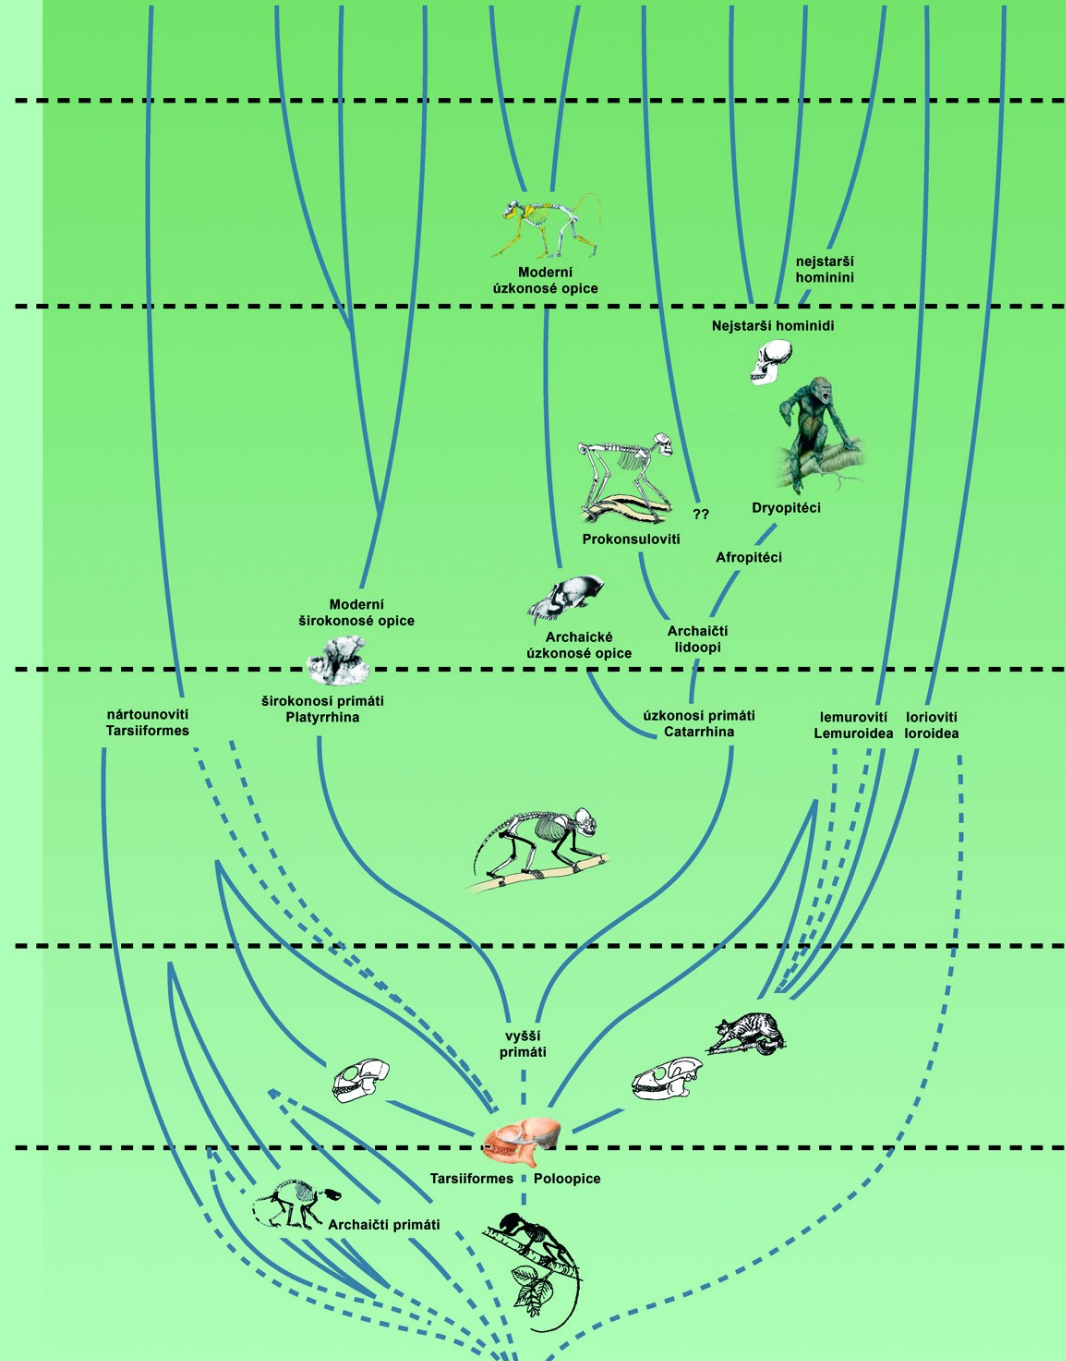 nejstarší
hominini
Moderní
úzkonosé opice
Nejstarší hominidi
Dryopitéci
??
Prokonsulovití
Afropitéci
Moderní
širokonosé opice
Archaické
úzkonosé opice
Archaičtí
lidoopi
širokonosí primáti
Platyrrhina
nártounovití
Tarsiiformes
úzkonosí primáti
Catarrhina
lemurovití
Lemuroidea
loriovití
loroidea
vyšší
primáti
Tarsiiformes
Poloopice
Archaičtí primáti